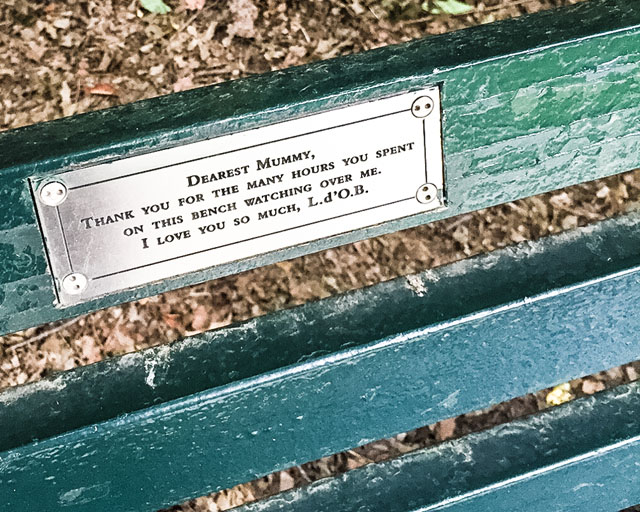 Dearest Mummy,
Thank you for the many hours you spent
on this bench watching over me.
I love you so much, L.d'O.B.